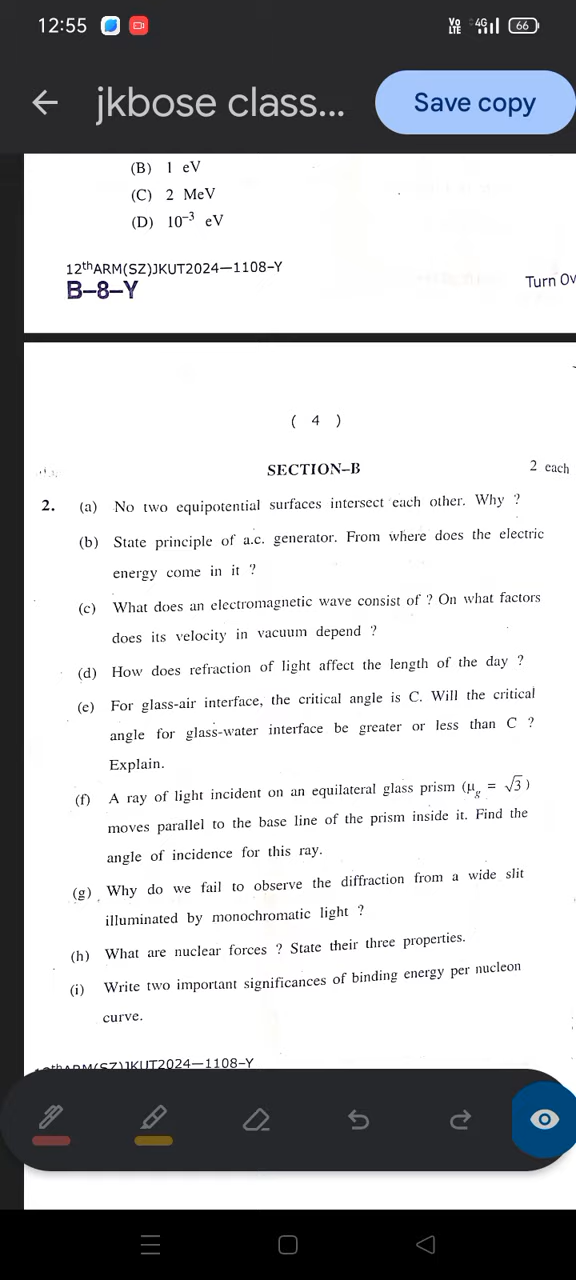 12:55 Vo LTE 4G 66
jkbose class... Save copy
(B) 1 eV
(C) 2 MeV
(D) 10⁻³ eV
12thARM(SZ)JKUT2024—1108-Y
B-8-Y
Turn Ov
( 4 )
SECTION-B 2 each
2. (a) No two equipotential surfaces intersect each other. Why ?
(b) State principle of a.c. generator. From where does the electric
energy come in it ?
(c) What does an electromagnetic wave consist of ? On what factors
does its velocity in vacuum depend ?
(d) How does refraction of light affect the length of the day ?
(e) For glass-air interface, the critical angle is C. Will the critical
angle for glass-water interface be greater or less than C ?
Explain.
(f) A ray of light incident on an equilateral glass prism (μg = √3)
moves parallel to the base line of the prism inside it. Find the
angle of incidence for this ray.
(g) Why do we fail to observe the diffraction from a wide slit
illuminated by monochromatic light ?
(h) What are nuclear forces ? State their three properties.
(i) Write two important significances of binding energy per nucleon
curve.
thARM(SZ)JKUT2024—1108-Y